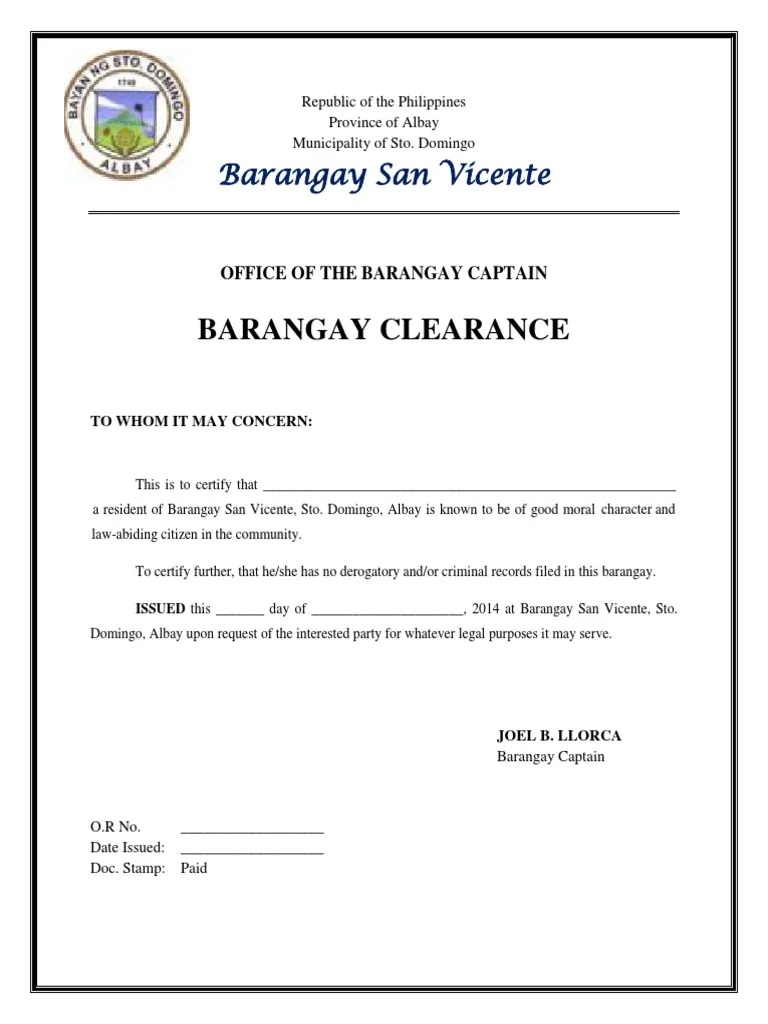 BAYAN NG STO. DOMINGO
1749
ALBAY
Republic of the Philippines
Province of Albay
Municipality of Sto. Domingo
Barangay San Vicente
OFFICE OF THE BARANGAY CAPTAIN
BARANGAY CLEARANCE
TO WHOM IT MAY CONCERN:
This is to certify that ____________________________________________________________
a resident of Barangay San Vicente, Sto. Domingo, Albay is known to be of good moral character and
law-abiding citizen in the community.
To certify further, that he/she has no derogatory and/or criminal records filed in this barangay.
ISSUED this _______ day of ______________________, 2014 at Barangay San Vicente, Sto.
Domingo, Albay upon request of the interested party for whatever legal purposes it may serve.
JOEL B. LLORCA
Barangay Captain
O.R No. ___________________
Date Issued: ___________________
Doc. Stamp: Paid